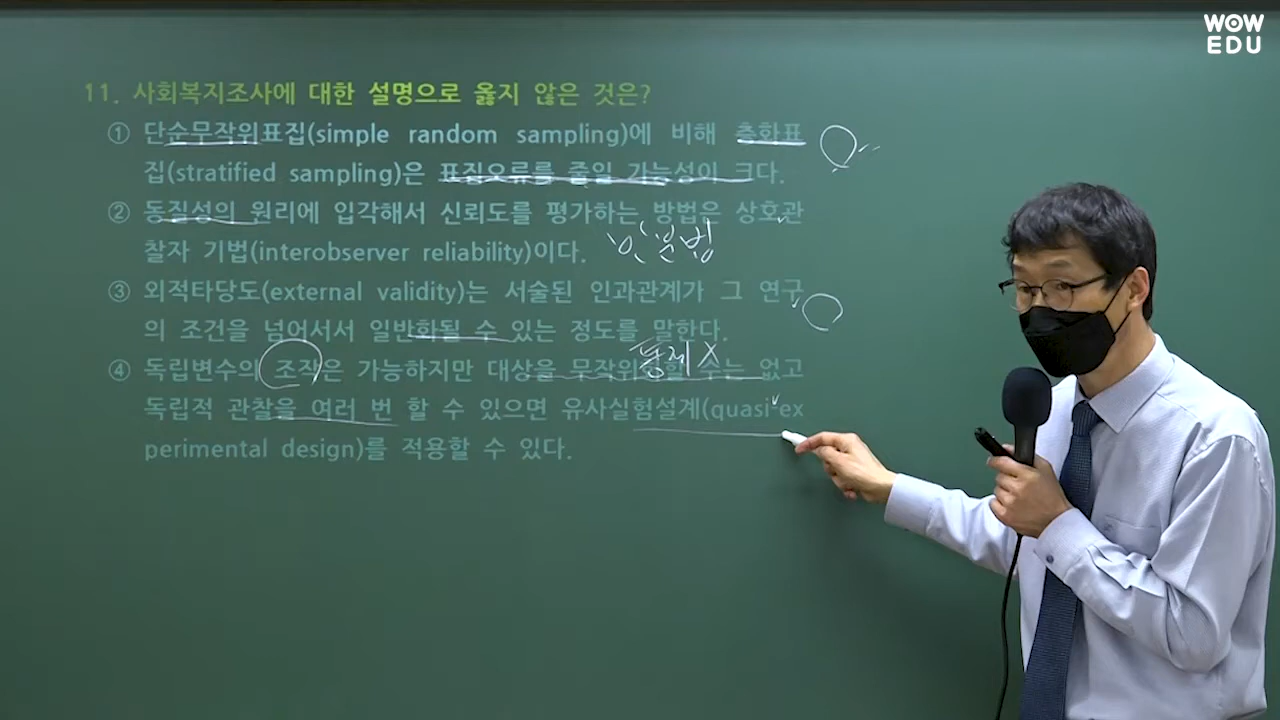 WOW
EDU
11. 사회복지조사에 대한 설명으로 옳지 않은 것은?
① 단순무작위표집(simple random sampling)에 비해 층화표
집(stratified sampling)은 표집오류를 줄일 가능성이 크다.
② 동질성의 원리에 입각해서 신뢰도를 평가하는 방법은 상호관
찰자 기법(interobserver reliability)이다.
반분법
③ 외적타당도(external validity)는 서술된 인과관계가 그 연구
의 조건을 넘어서서 일반화될 수 있는 정도를 말한다.
통제 X
④ 독립변수의 조작은 가능하지만 대상을 무작위화할 수는 없고
독립적 관찰을 여러 번 할 수 있으면 유사실험설계(quasi ex
perimental design)를 적용할 수 있다.